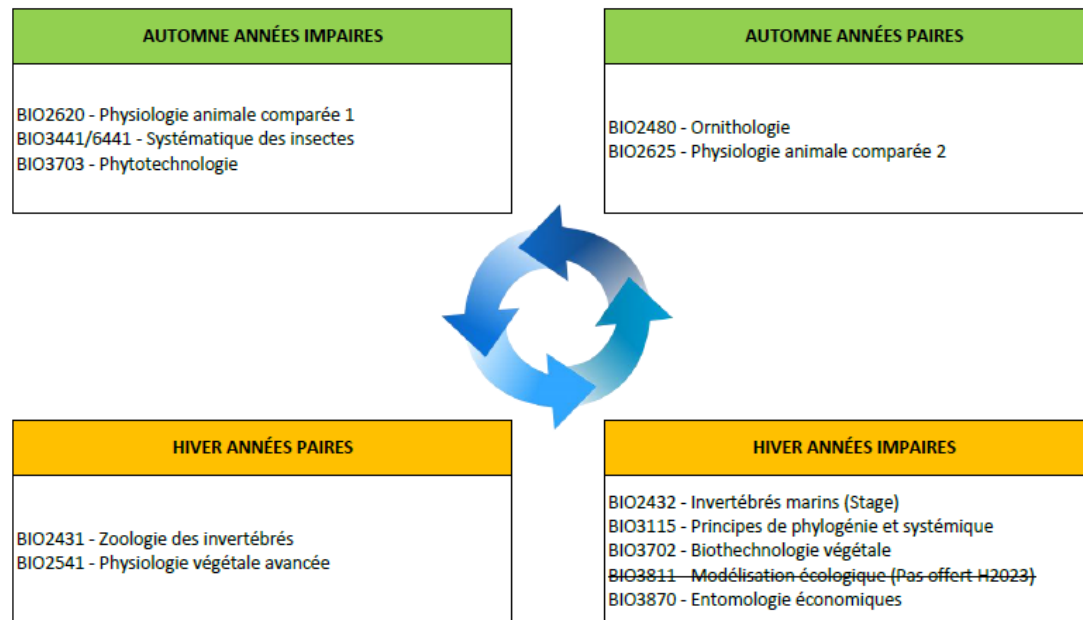 AUTOMNE ANNÉES IMPAIRES
BIO2620 - Physiologie animale comparée 1
BIO3441/6441 - Systématique des insectes
BIO3703 - Phytotechnologie
AUTOMNE ANNÉES PAIRES
BIO2480 - Ornithologie
BIO2625 - Physiologie animale comparée 2
HIVER ANNÉES PAIRES
BIO2431 - Zoologie des invertébrés
BIO2541 - Physiologie végétale avancée
HIVER ANNÉES IMPAIRES
BIO2432 - Invertébrés marins (Stage)
BIO3115 - Principes de phylogénie et systémique
BIO3702 - Biothechnologie végétale
BIO3811 - Modélisation écologique (Pas offert H2023)
BIO3870 - Entomologie économiques